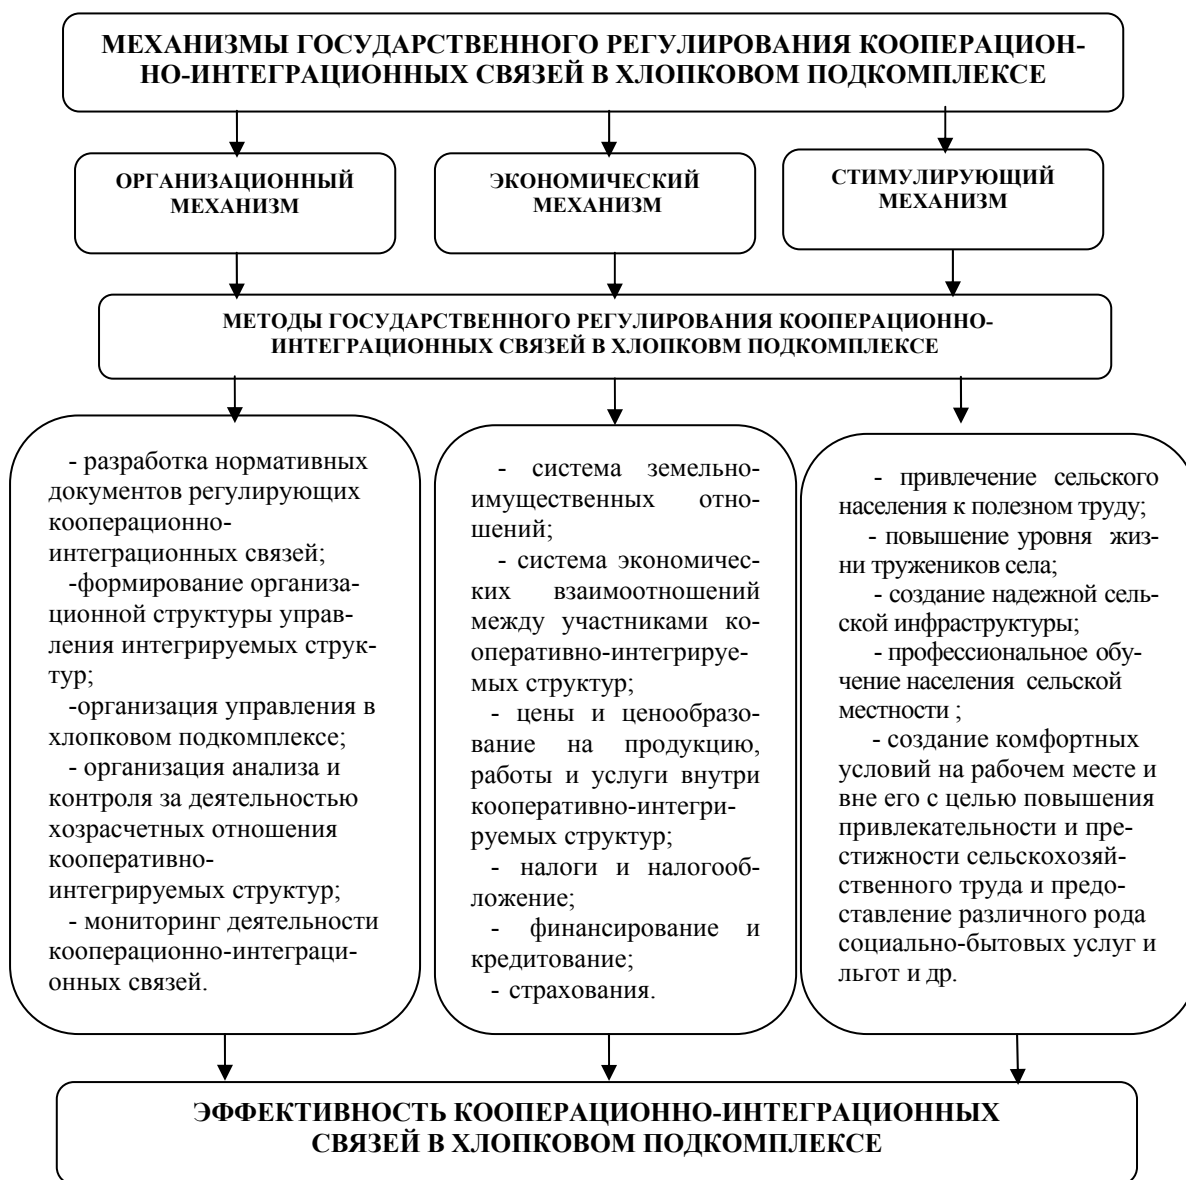 МЕХАНИЗМЫ ГОСУДАРСТВЕННОГО РЕГУЛИРОВАНИЯ КООПЕРАЦИОН-
НО-ИНТЕГРАЦИОННЫХ СВЯЗЕЙ В ХЛОПКОВОМ ПОДКОМПЛЕКСЕ
ОРГАНИЗАЦИОННЫЙ
МЕХАНИЗМ
ЭКОНОМИЧЕСКИЙ
МЕХАНИЗМ
СТИМУЛИРУЮЩИЙ
МЕХАНИЗМ
МЕТОДЫ ГОСУДАРСТВЕННОГО РЕГУЛИРОВАНИЯ КООПЕРАЦИОННО-
ИНТЕГРАЦИОННЫХ СВЯЗЕЙ В ХЛОПКОВМ ПОДКОМПЛЕКСЕ
- разработка нормативных
документов регулирующих
кооперационно-
интеграционных связей;
-формирование организа-
ционной структуры управ-
ления интегрируемых струк-
тур;
-организация управления в
хлопковом подкомплексе;
- организация анализа и
контроля за деятельностью
хозрасчетных отношения
кооперативно-
интегрируемых структур;
- мониторинг деятельности
кооперационно-интеграци-
онных связей.
- система земельно-
имущественных отно-
шений;
- система экономичес-
ких взаимоотношений
между участниками ко-
оперативно-интегрируе-
мых структур;
- цены и ценообразо-
вание на продукцию,
работы и услуги внутри
кооперативно-интегри-
руемых структур;
- налоги и налогооб-
ложение;
- финансирование и
кредитование;
- страхования.
- привлечение сельского
населения к полезном труду;
- повышение уровня жиз-
ни тружеников села;
- создание надежной сель-
ской инфраструктуры;
- профессиональное обу-
чение населения сельской
местности ;
- создание комфортных
условий на рабочем месте и
вне его с целью повышения
привлекательности и пре-
стижности сельскохозяй-
ственного труда и предо-
ставление различного рода
социально-бытовых услуг и
льгот и др.
ЭФФЕКТИВНОСТЬ КООПЕРАЦИОННО-ИНТЕГРАЦИОННЫХ
СВЯЗЕЙ В ХЛОПКОВОМ ПОДКОМПЛЕКСЕ